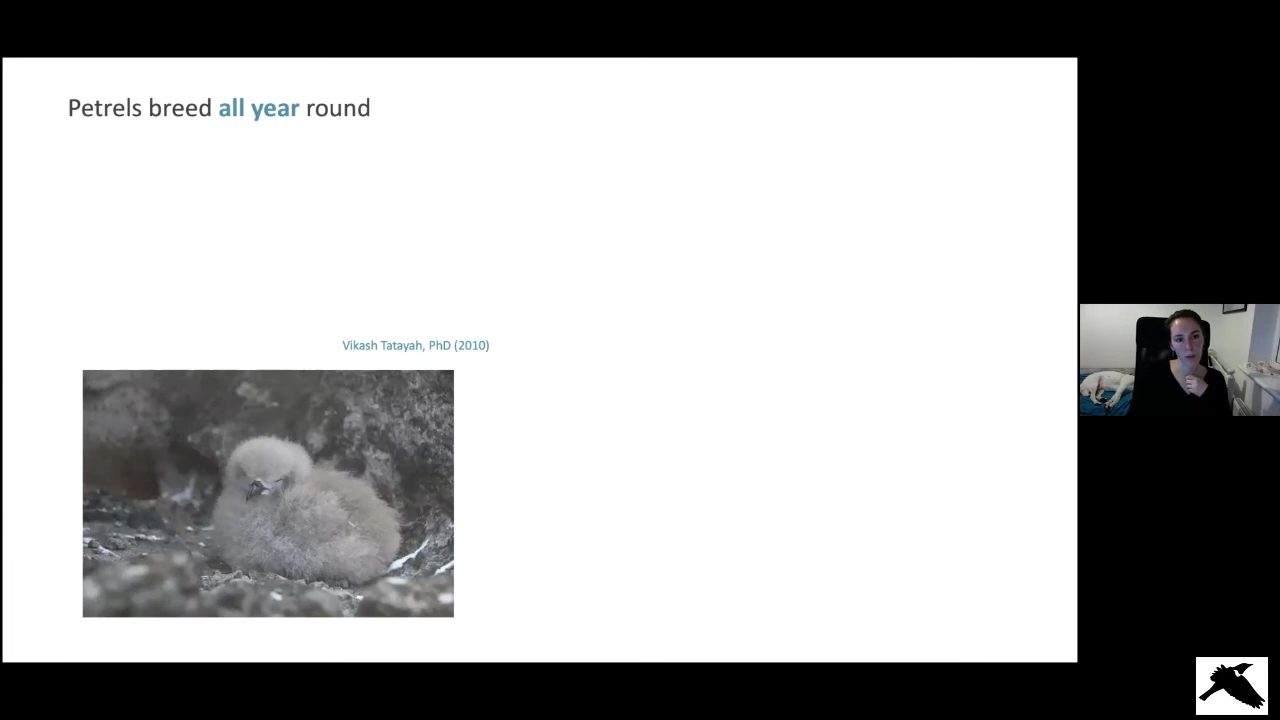 Petrels breed all year round
Vikash Tatayah, PhD (2010)